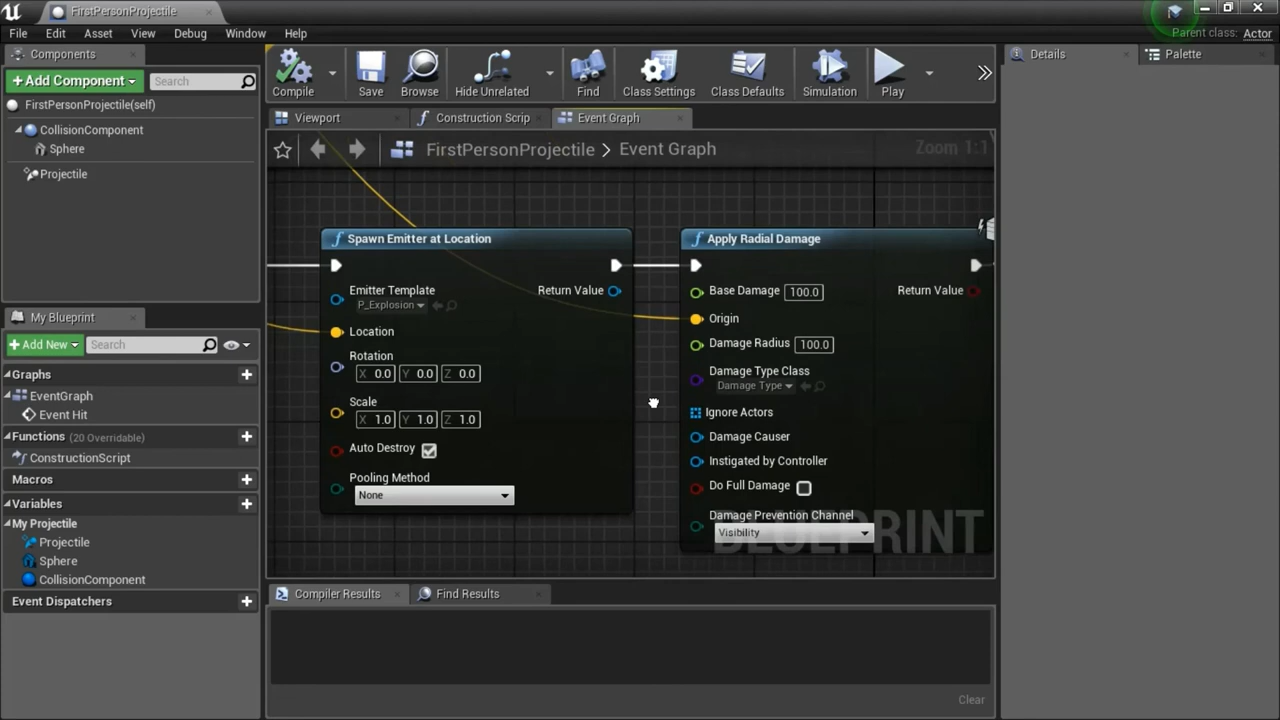 FirstPersonProjectile
File Edit Asset View Debug Window Help
Parent class: Actor
Components
+Add Component
Search
FirstPersonProjectile(self)
CollisionComponent
Sphere
Projectile
My Blueprint
+Add New
Search
Graphs
EventGraph
Event Hit
Functions (20 Overridable)
ConstructionScript
Macros
Variables
My Projectile
Projectile
Sphere
CollisionComponent
Event Dispatchers
Compile
Save
Browse
Hide Unrelated
Find
Class Settings
Class Defaults
Simulation
Play
Viewport
Construction Scrip
Event Graph
FirstPersonProjectile > Event Graph
Zoom 1:1
Spawn Emitter at Location
Emitter Template
P_Explosion
Return Value
Location
Rotation
X 0.0 Y 0.0 Z 0.0
Scale
X 1.0 Y 1.0 Z 1.0
Auto Destroy
Pooling Method
None
Apply Radial Damage
Base Damage 100.0
Return Value
Origin
Damage Radius 100.0
Damage Type Class
Damage Type
Ignore Actors
Damage Causer
Instigated by Controller
Do Full Damage
Damage Prevention Channel
Visibility
BLUEPRINT
Compiler Results
Find Results
Clear
Details
Palette